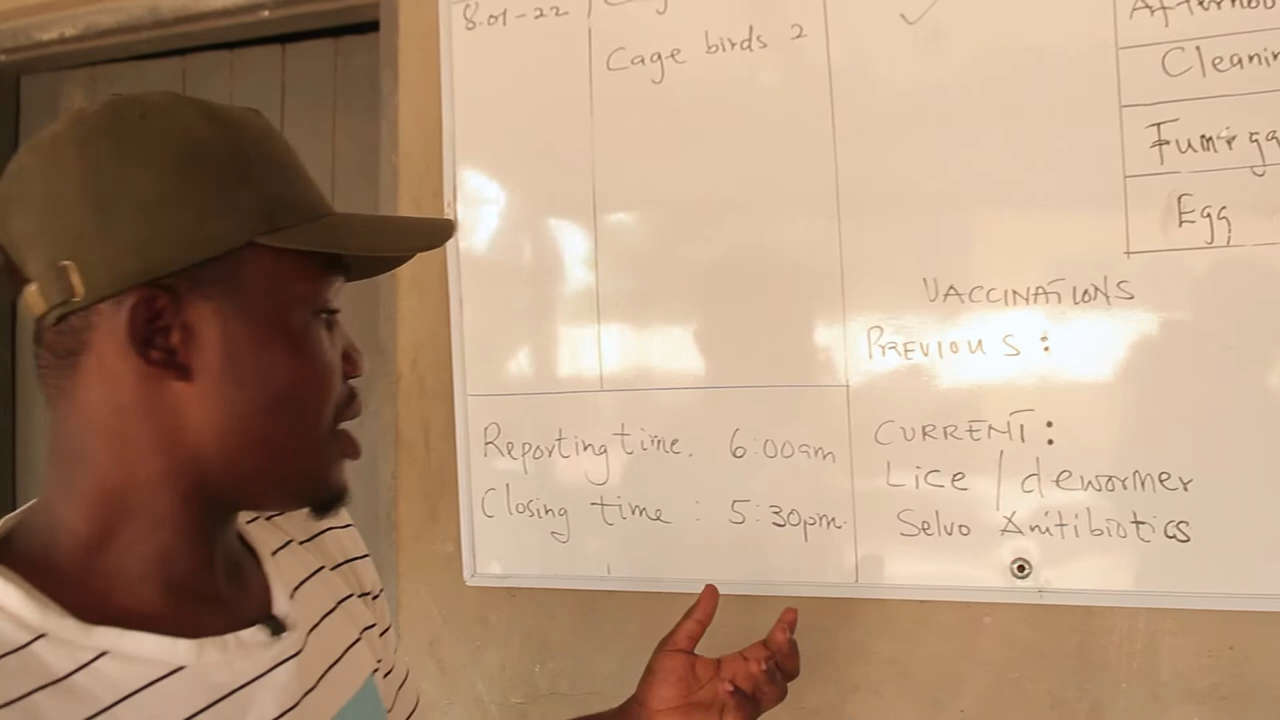 8.01-22
Cage birds 2
Cleanin
Fumiga
Egg
VACCINATIONS
PREVIOUS :
CURRENT :
Lice / dewormer
Selvo Anitibiotics
Reporting time. 6:00am
Closing time : 5:30pm.